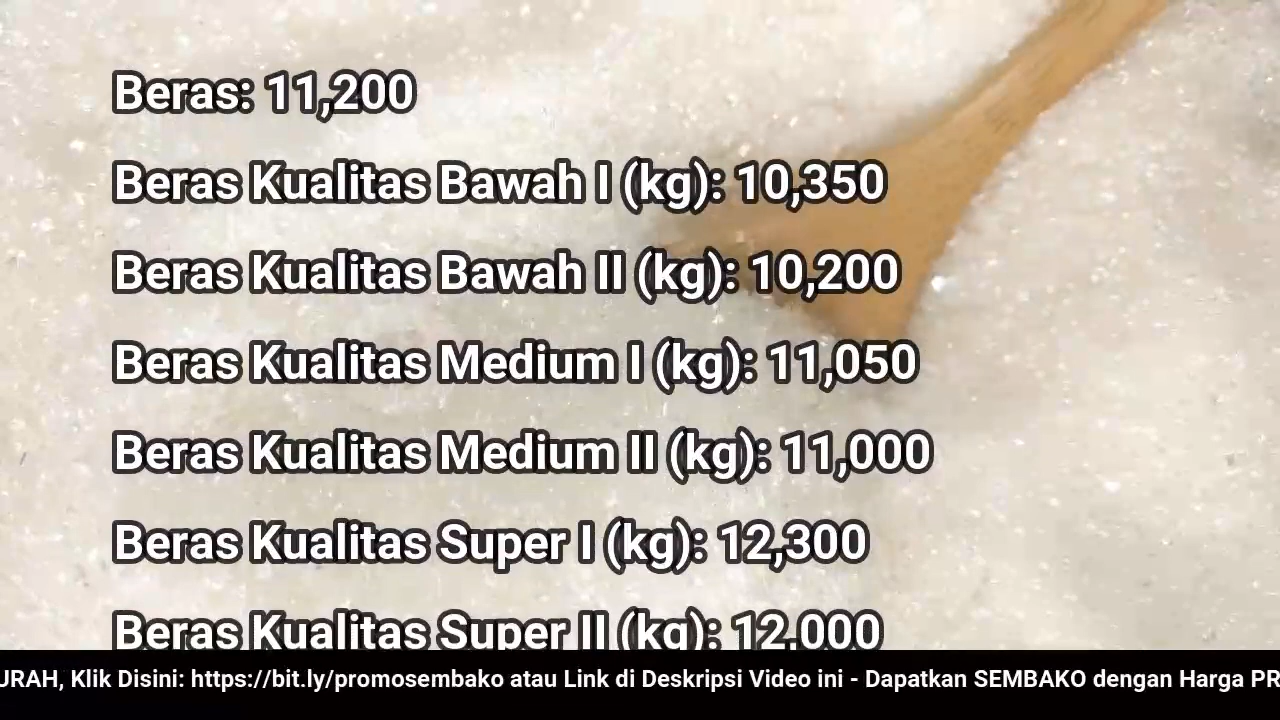 Beras: 11,200
Beras Kualitas Bawah I (kg): 10,350
Beras Kualitas Bawah II (kg): 10,200
Beras Kualitas Medium I (kg): 11,050
Beras Kualitas Medium II (kg): 11,000
Beras Kualitas Super I (kg): 12,300
Beras Kualitas Super II (kg): 12,000
URAH, Klik Disini: https://bit.ly/promosembako atau Link di Deskripsi Video ini - Dapatkan SEMBAKO dengan Harga PR